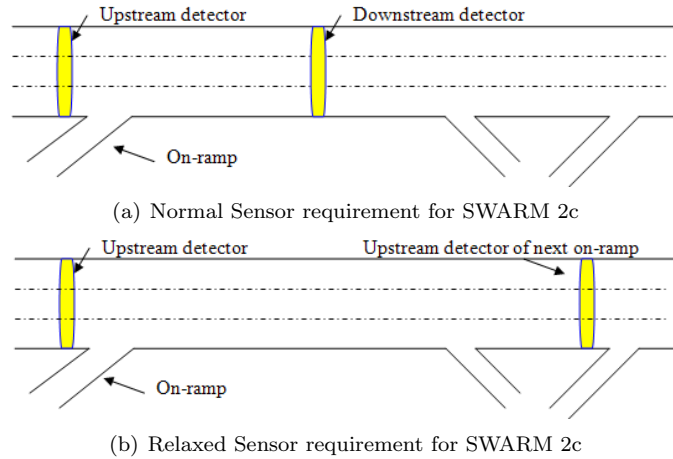 Upstream detector
Downstream detector
On-ramp
(a) Normal Sensor requirement for SWARM 2c
Upstream detector
Upstream detector of next on-ramp
On-ramp
(b) Relaxed Sensor requirement for SWARM 2c